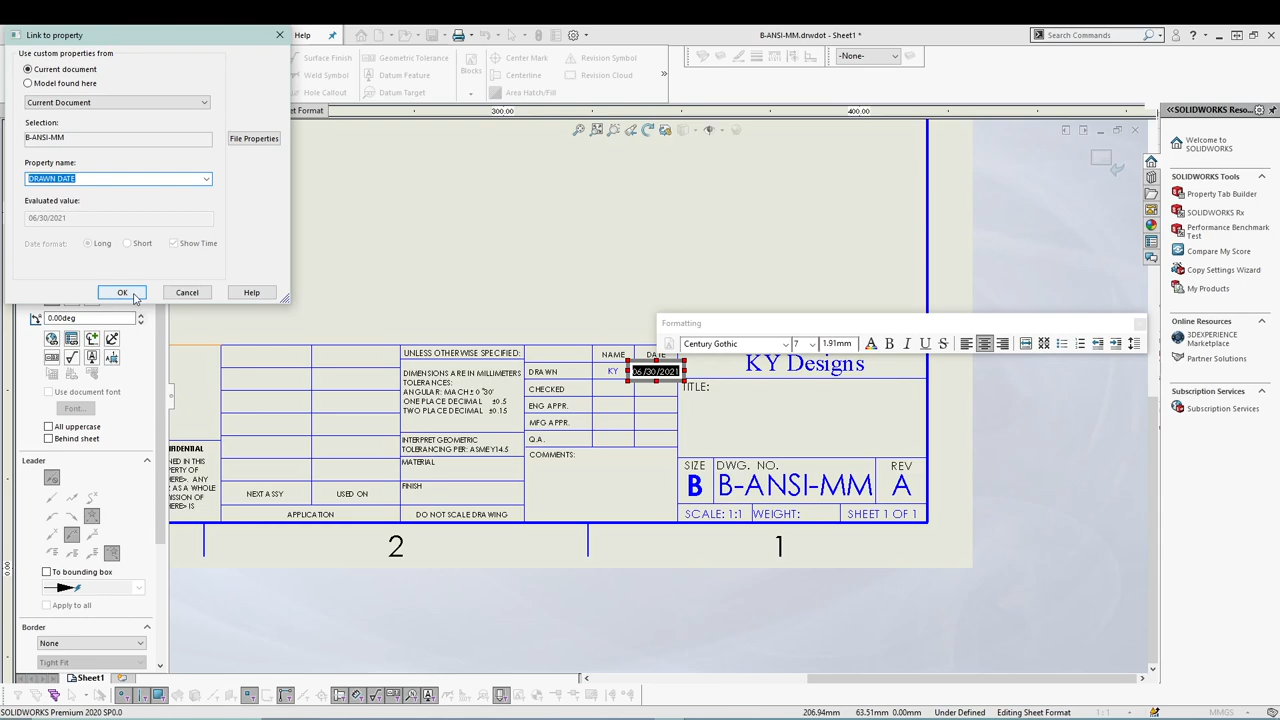 Link to property
Help
B-ANSI-MM.drwdot - Sheet1 *
Search Commands
Use custom properties from
Current document
Model found here
Current Document
Selection:
B-ANSI-MM
File Properties
Property name:
DRAWN DATE
Evaluated value:
06/30/2021
Date format:
Long
Short
Show Time
OK
Cancel
Help
Surface Finish
Weld Symbol
Hole Callout
Geometric Tolerance
Datum Feature
Datum Target
Blocks
Center Mark
Centerline
Area Hatch/Fill
Revision Symbol
Revision Cloud
-None-
et Format
300.00
400.00
SOLIDWORKS Reso...
Welcome to SOLIDWORKS
SOLIDWORKS Tools
Property Tab Builder
SOLIDWORKS Rx
Performance Benchmark Test
Compare My Score
Copy Settings Wizard
My Products
Online Resources
3DEXPERIENCE Marketplace
Partner Solutions
Subscription Services
Subscription Services
0.00deg
Use document font
Font...
All uppercase
Behind sheet
Leader
To bounding box
Apply to all
Border
None
Tight Fit
Formatting
Century Gothic
7
1.91mm
B I U S
UNLESS OTHERWISE SPECIFIED:
DIMENSIONS ARE IN MILLIMETERS
TOLERANCES:
ANGULAR: MACH± 0°30'
ONE PLACE DECIMAL ±0.5
TWO PLACE DECIMAL ±0.15
INTERPRET GEOMETRIC
TOLERANCING PER: ASME Y14.5
MATERIAL
FINISH
DO NOT SCALE DRAWING
NEXT ASSY
USED ON
APPLICATION
NAME
DATE
DRAWN
KY
06/30/2021
CHECKED
ENG APPR.
MFG APPR.
Q.A.
COMMENTS:
KY Designs
TITLE:
SIZE
B
DWG. NO.
B-ANSI-MM
REV
A
SCALE: 1:1
WEIGHT:
SHEET 1 OF 1
2
1
Sheet1
SOLIDWORKS Premium 2020 SP0.0
206.94mm
63.51mm 0.00mm
Under Defined
Editing Sheet Format
1 : 1
MMGS